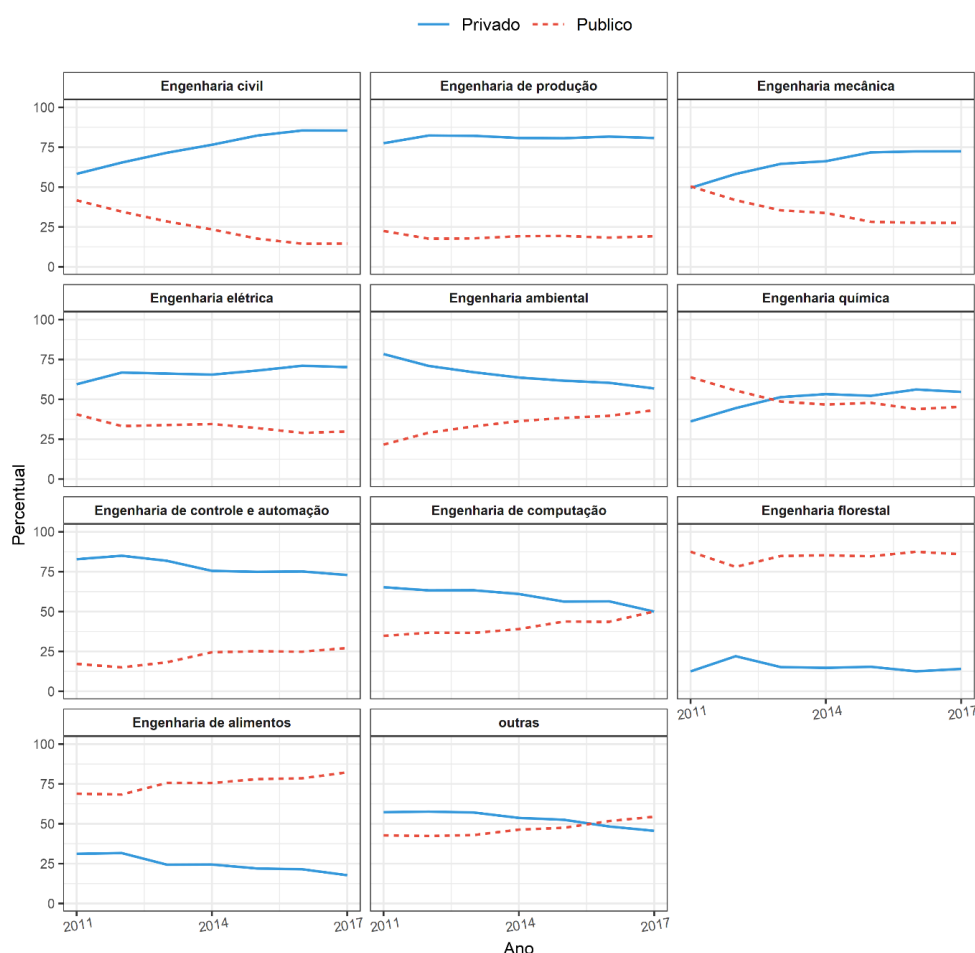 Privado Publico
Engenharia civil Engenharia de produção Engenharia mecânica
100
75
50
25
0
Engenharia elétrica Engenharia ambiental Engenharia química
100
75
50
25
0
Percentual
Engenharia de controle e automação Engenharia de computação Engenharia florestal
100
75
50
25
0
2011 2014 2017
Engenharia de alimentos outras
100
75
50
25
0
2011 2014 2017 2011 2014 2017
Ano